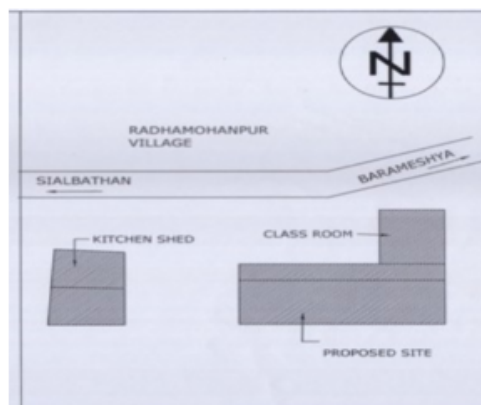 N
RADHAMOHANPUR
VILLAGE
SIALBATHAN
BARAMESHYA
KITCHEN SHED
CLASS ROOM
PROPOSED SITE